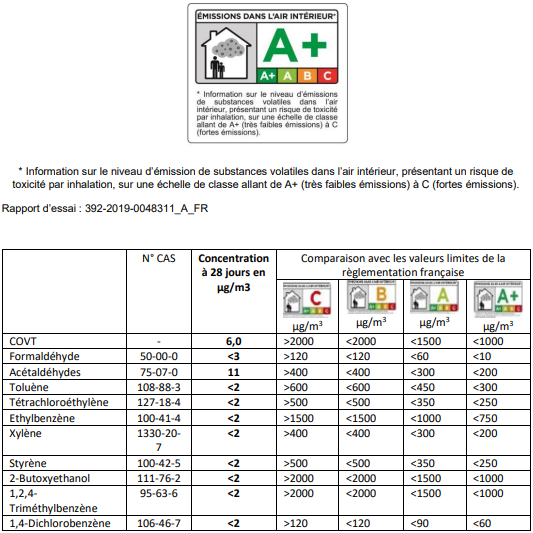 ÉMISSIONS DANS L'AIR INTÉRIEUR*
A+
A+ A B C
* Information sur le niveau d'émissions
de substances volatiles dans l'air
intérieur, présentant un risque de toxicité
par inhalation, sur une échelle de classe
allant de A+ (très faibles émissions) à C
(fortes émissions).
* Information sur le niveau d'émission de substances volatiles dans l'air intérieur, présentant un risque de
toxicité par inhalation, sur une échelle de classe allant de A+ (très faibles émissions) à C (fortes émissions).
Rapport d'essai : 392-2019-0048311_A_FR
N° CAS Concentration à 28 jours en µg/m3 Comparaison avec les valeurs limites de la règlementation française
C B A A+
µg/m³ µg/m³ µg/m³ µg/m³
COVT - 6,0 >2000 <2000 <1500 <1000
Formaldéhyde 50-00-0 <3 >120 <120 <60 <10
Acétaldéhydes 75-07-0 11 >400 <400 <300 <200
Toluène 108-88-3 <2 >600 <600 <450 <300
Tétrachloroéthylène 127-18-4 <2 >500 <500 <350 <250
Ethylbenzène 100-41-4 <2 >1500 <1500 <1000 <750
Xylène 1330-20-7 <2 >400 <400 <300 <200
Styrène 100-42-5 <2 >500 <500 <350 <250
2-Butoxyethanol 111-76-2 <2 >2000 <2000 <1500 <1000
1,2,4-Triméthylbenzène 95-63-6 <2 >2000 <2000 <1500 <1000
1,4-Dichlorobenzène 106-46-7 <2 >120 <120 <90 <60